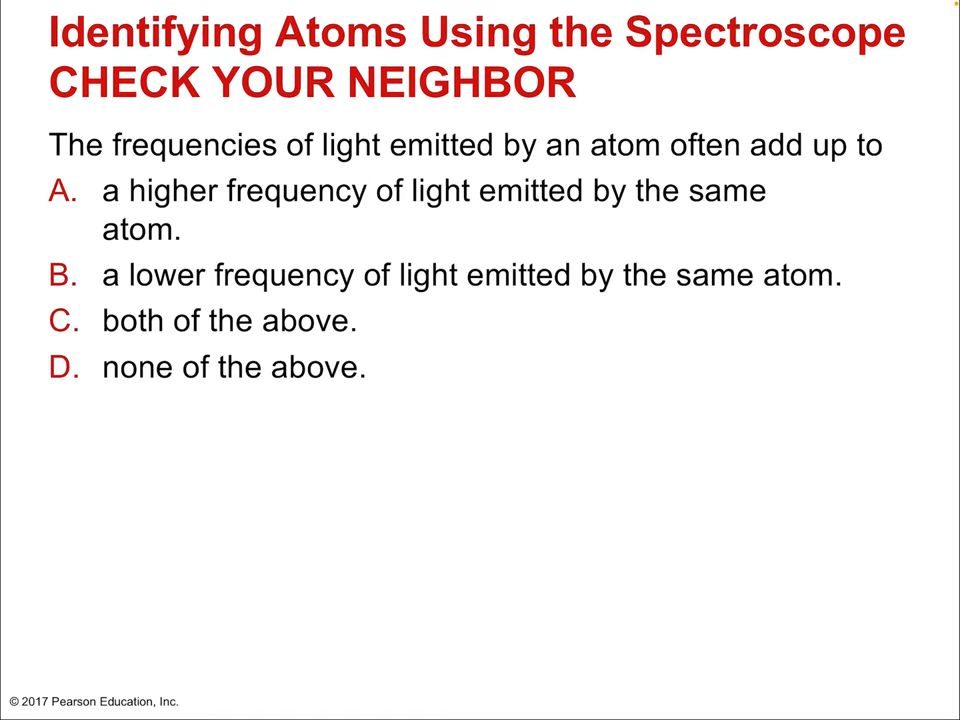 Identifying Atoms Using the Spectroscope
CHECK YOUR NEIGHBOR
The frequencies of light emitted by an atom often add up to
A. a higher frequency of light emitted by the same
atom.
B. a lower frequency of light emitted by the same atom.
C. both of the above.
D. none of the above.
© 2017 Pearson Education, Inc.